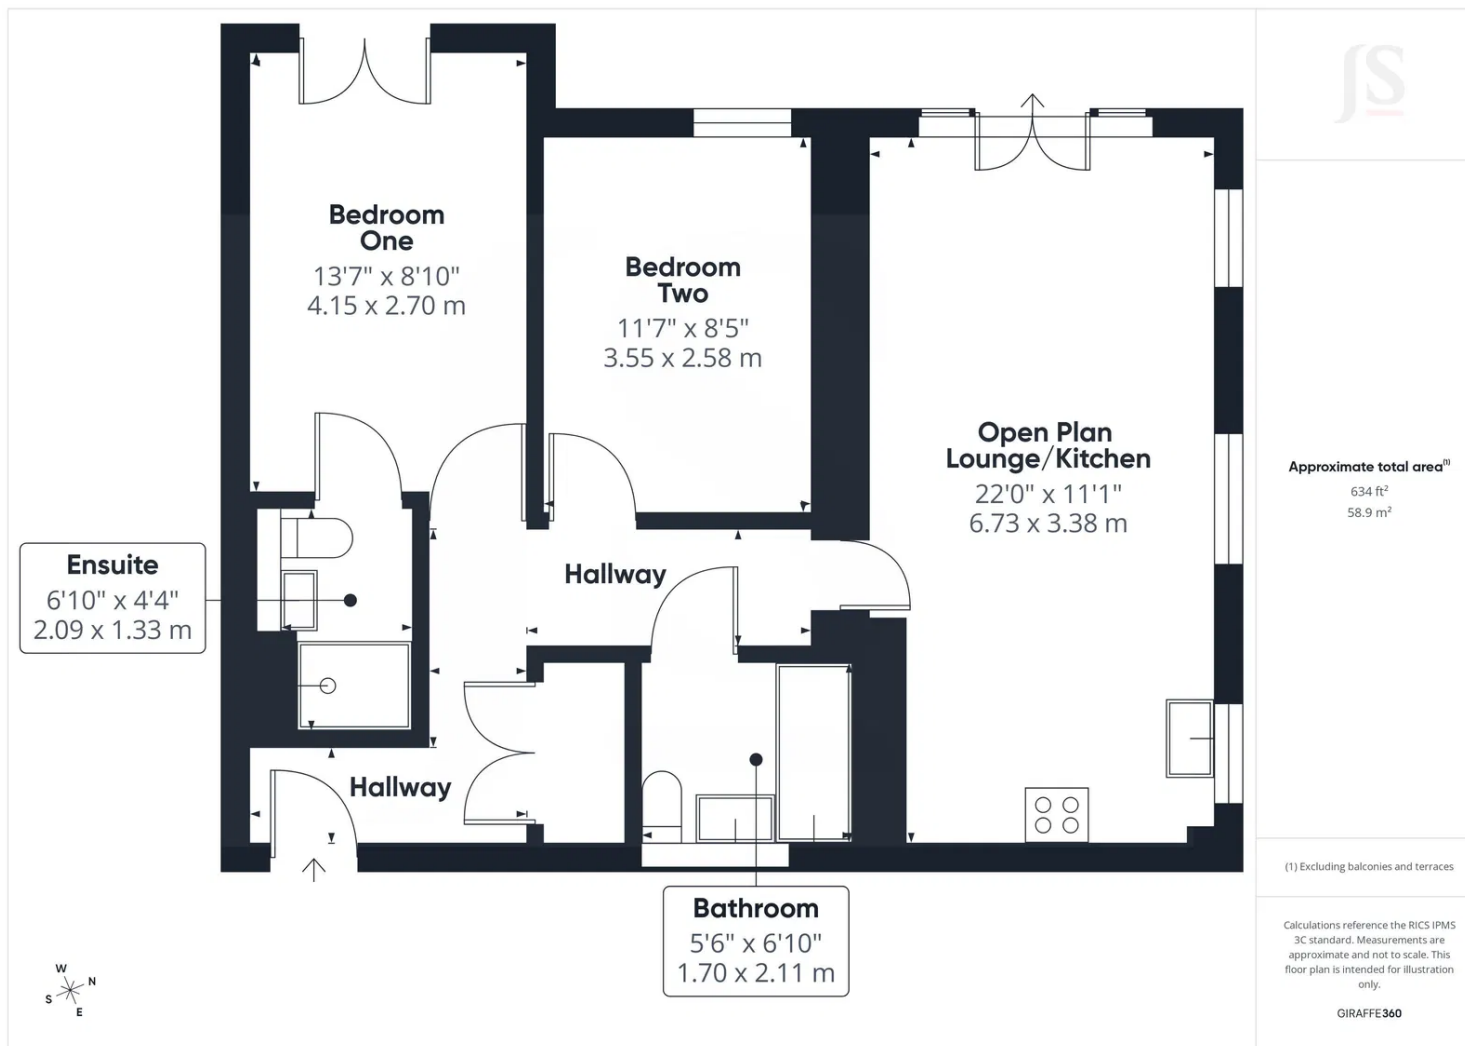 JS
Bedroom
One
13'7" x 8'10"
4.15 x 2.70 m
Bedroom
Two
11'7" x 8'5"
3.55 x 2.58 m
Open Plan
Lounge/Kitchen
22'0" x 11'1"
6.73 x 3.38 m
Approximate total area(1)
634 ft²
58.9 m²
Ensuite
6'10" x 4'4"
2.09 x 1.33 m
Hallway
Hallway
Bathroom
5'6" x 6'10"
1.70 x 2.11 m
(1) Excluding balconies and terraces
Calculations reference the RICS IPMS
3C standard. Measurements are
approximate and not to scale. This
floor plan is intended for illustration
only.
GIRAFFE360
W
N
S
E